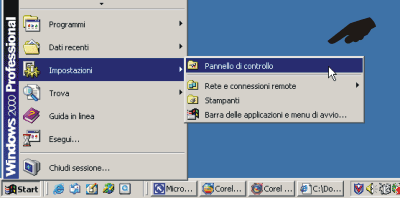 Windows 2000 Professional
Programmi
Dati recenti
Impostazioni
Trova
Guida in linea
Esegui...
Chiudi sessione...
Pannello di controllo
Rete e connessioni remote
Stampanti
Barra delle applicazioni e menu di avvio...
Start
Micro...
Corel...
Corel ...
C:\Do...